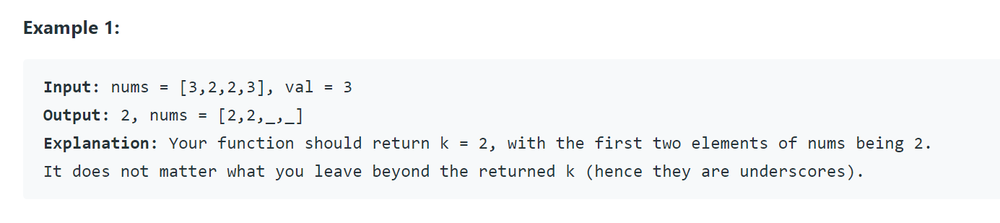 Example 1:
Input: nums = [3,2,2,3], val = 3
Output: 2, nums = [2,2,_,_]
Explanation: Your function should return k = 2, with the first two elements of nums being 2.
It does not matter what you leave beyond the returned k (hence they are underscores).